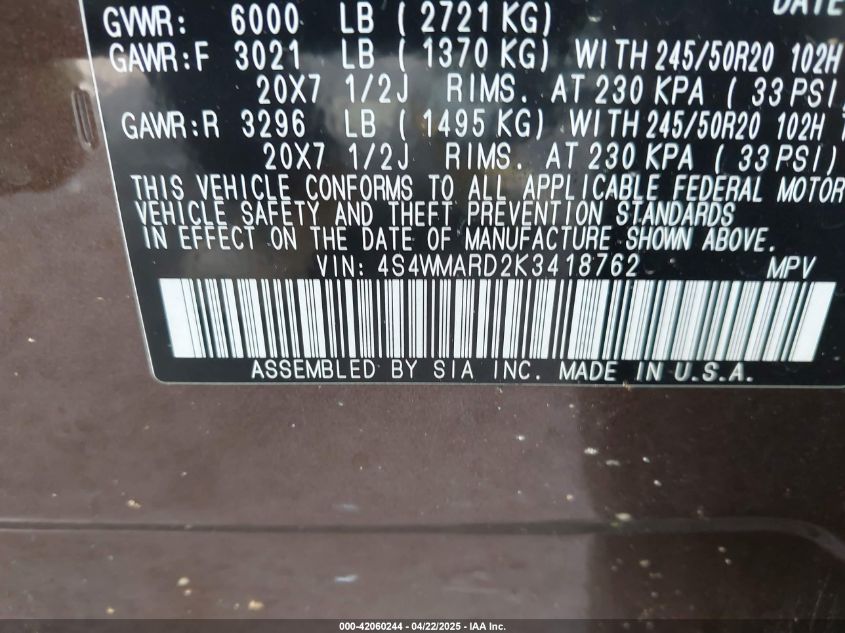 DATE
GVWR: 6000 LB ( 2721 KG)
GAWR:F 3021 LB ( 1370 KG) WITH 245/50R20 102H
20X7 1/2J RIMS. AT 230 KPA ( 33 PSI
GAWR:R 3296 LB ( 1495 KG) WITH 245/50R20 102H
20X7 1/2J RIMS. AT 230 KPA ( 33 PSI)
THIS VEHICLE CONFORMS TO ALL APPLICABLE FEDERAL MOTOR
VEHICLE SAFETY AND THEFT PREVENTION STANDARDS
IN EFFECT ON THE DATE OF MANUFACTURE SHOWN ABOVE.
VIN: 4S4WMARD2K3418762 MPV
ASSEMBLED BY SIA INC. MADE IN U.S.A.
000-42060244 - 04/22/2025 - IAA Inc.